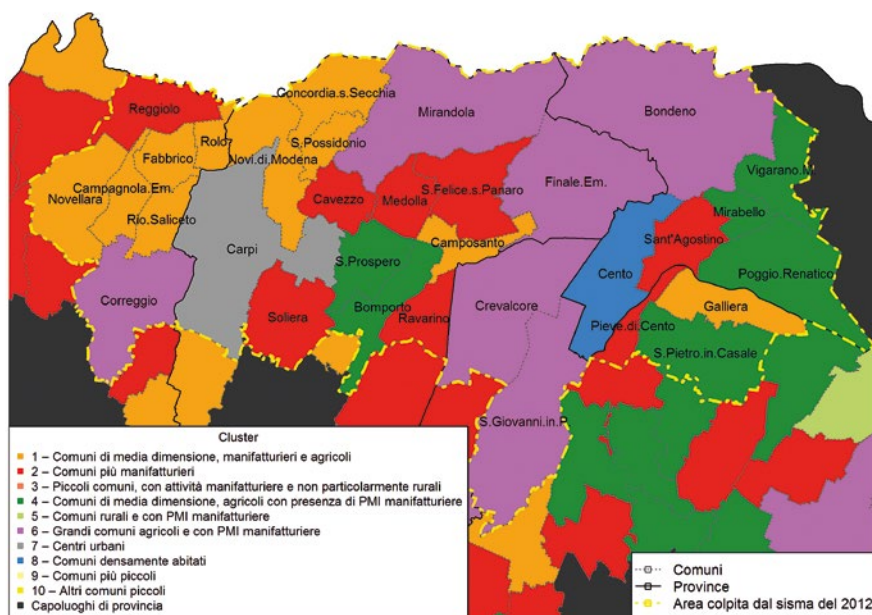 Concordia.s.Secchia
Reggiolo
Mirandola
Bondeno
Rolo
S.Possidonio
Fabbrico
Novi.di.Modena
Vigarano.M.
Campagnola.Em.
S.Felice.s.Panaro
Finale.Em.
Novellara
Cavezzo
Medolla
Mirabello
Rio.Saliceto
Sant'Agostino
Carpi
Camposanto
S.Prospero
Cento
Poggio.Renatico
Correggio
Crevalcore
Galliera
Bomporto
Soliera
Ravarino
Pieve.di.Cento
S.Pietro.in.Casale
S.Giovanni.in.P.
Cluster
1 – Comuni di media dimensione, manifatturieri e agricoli
2 – Comuni più manifatturieri
3 – Piccoli comuni, con attività manifatturiere e non particolarmente rurali
4 – Comuni di media dimensione, agricoli con presenza di PMI manifatturiere
5 – Comuni rurali e con PMI manifatturiere
6 – Grandi comuni agricoli e con PMI manifatturiere
7 – Centri urbani
8 – Comuni densamente abitati
9 – Comuni più piccoli
10 – Altri comuni piccoli
Capoluoghi di provincia
Comuni
Province
Area colpita dal sisma del 2012